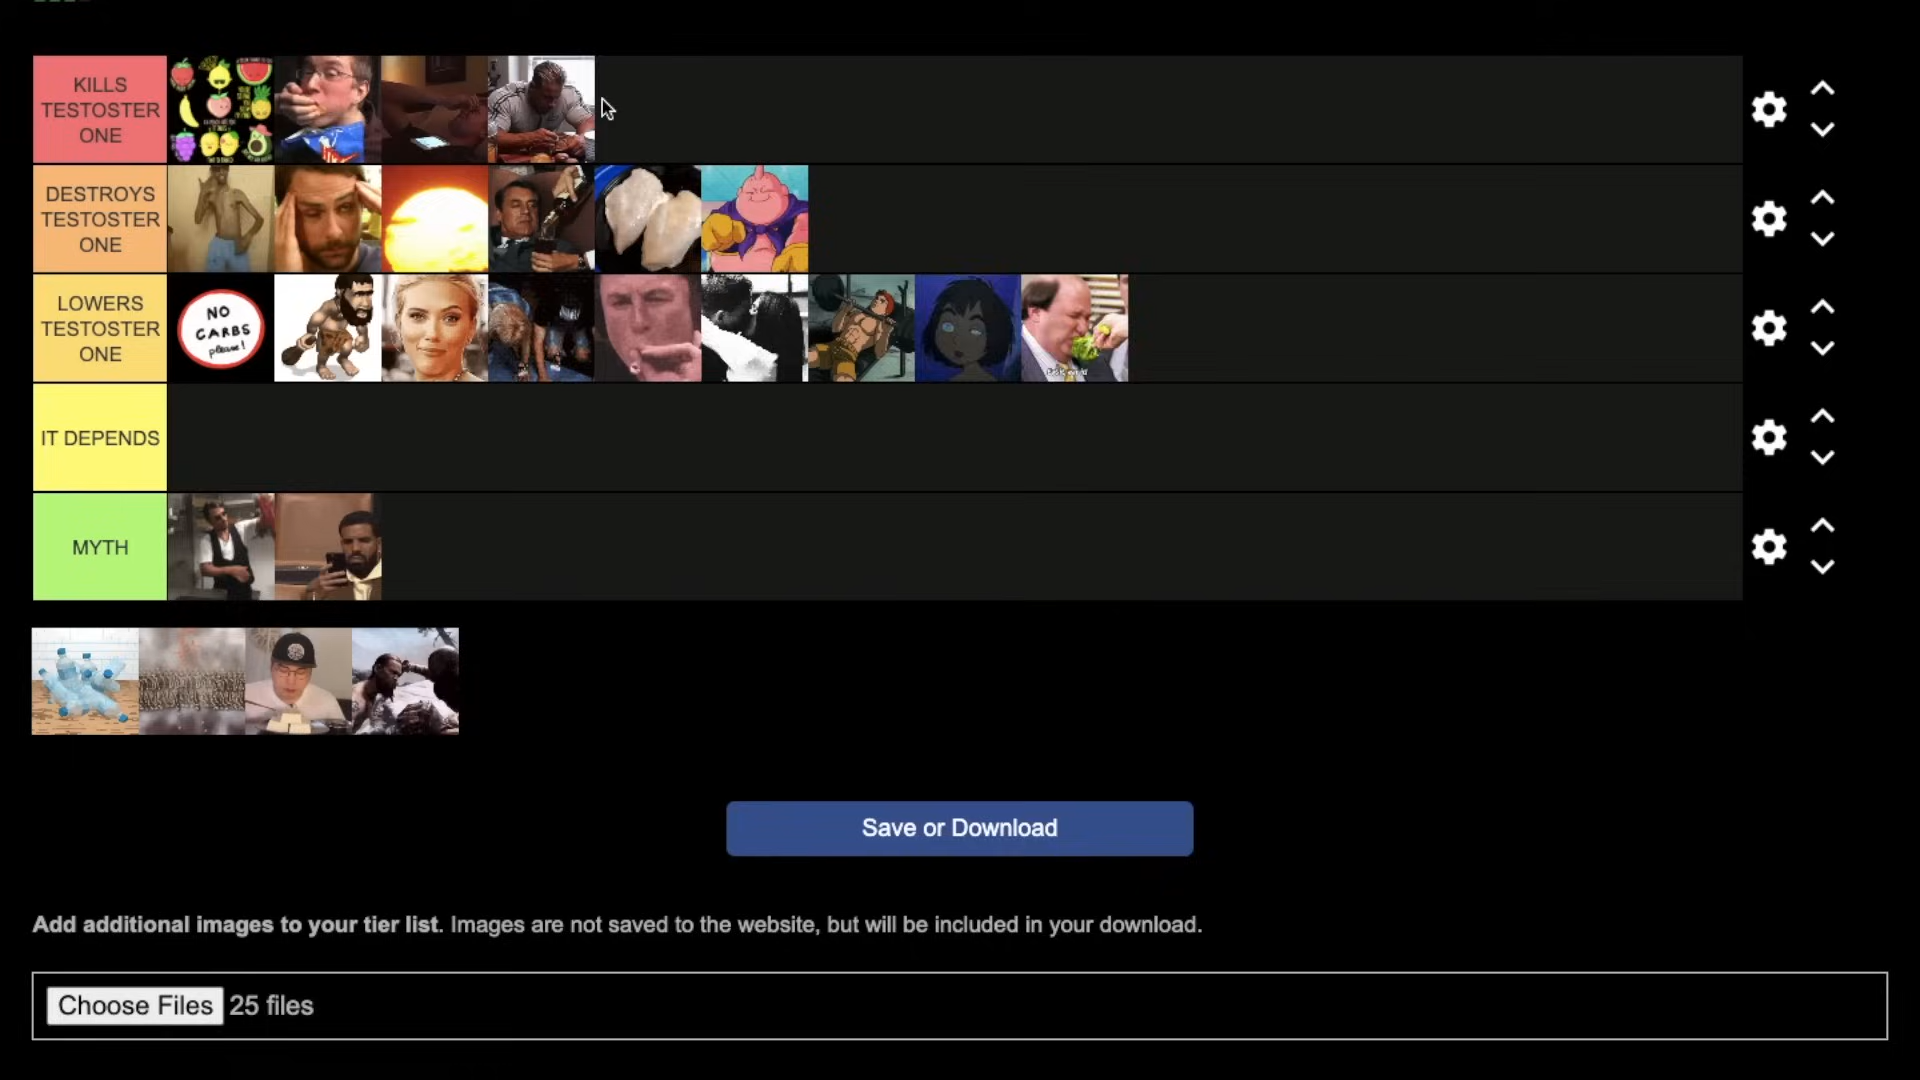 KILLS
TESTOSTER
ONE
DESTROYS
TESTOSTER
ONE
LOWERS
TESTOSTER
ONE
NO
CARBS
please!
IT DEPENDS
MYTH
Save or Download
Add additional images to your tier list. Images are not saved to the website, but will be included in your download.
Choose Files 25 files